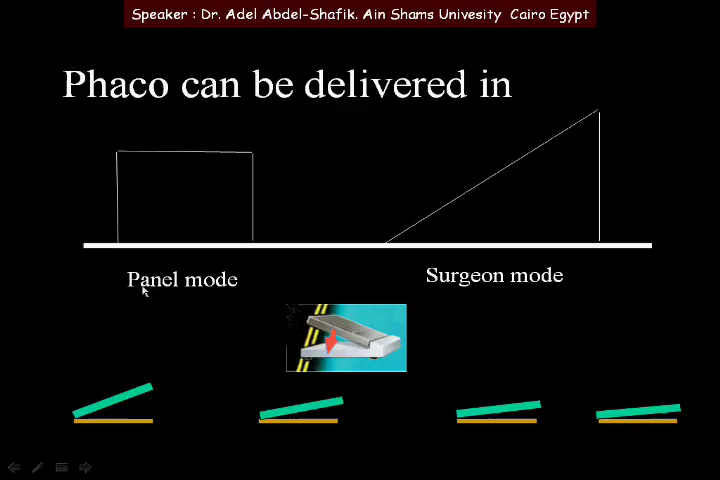 Speaker : Dr. Adel Abdel-Shafik. Ain Shams Univesity Cairo Egypt
Phaco can be delivered in
Panel mode
Surgeon mode